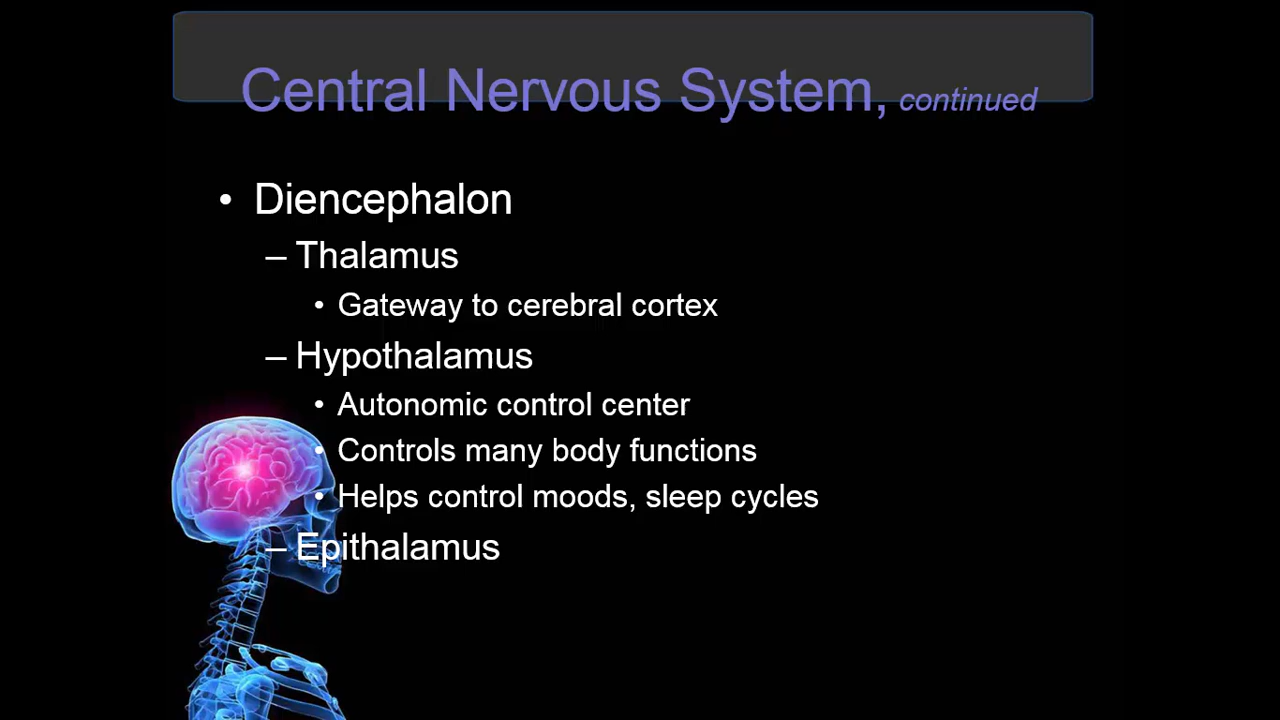 Central Nervous System, continued
• Diencephalon
– Thalamus
• Gateway to cerebral cortex
– Hypothalamus
• Autonomic control center
• Controls many body functions
• Helps control moods, sleep cycles
– Epithalamus